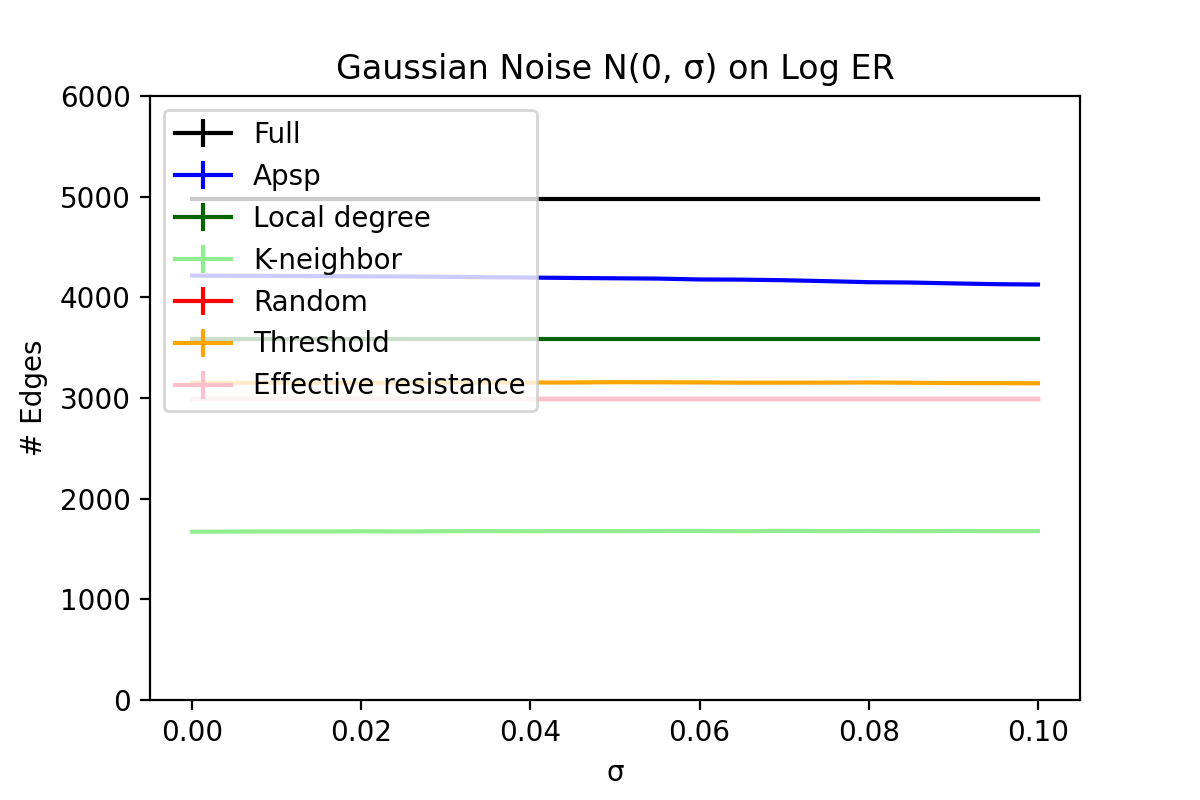 Gaussian Noise N(0, σ) on Log ER
6000
5000
4000
3000
2000
1000
0
# Edges
Full
Apsp
Local degree
K-neighbor
Random
Threshold
Effective resistance
0.00 0.02 0.04 0.06 0.08 0.10
σ